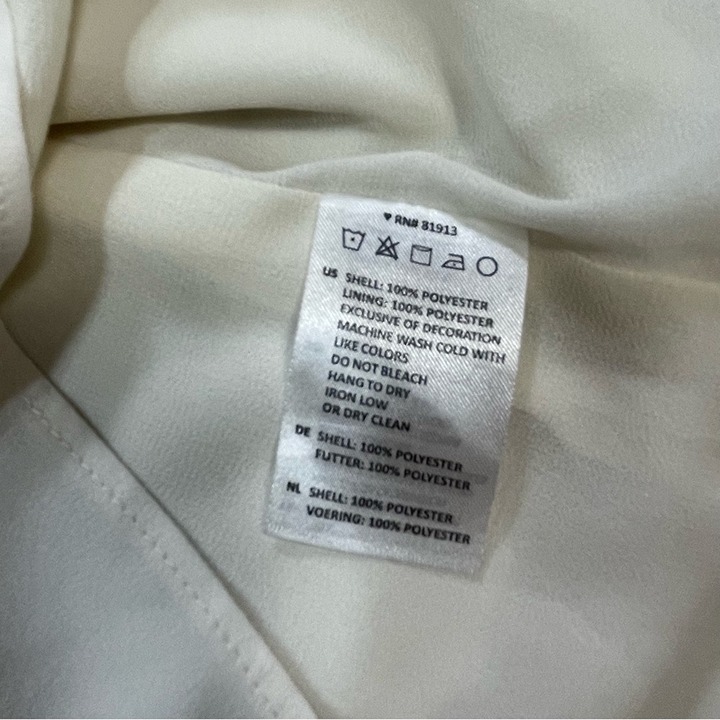 ♥ RN# 81913
US SHELL: 100% POLYESTER
LINING: 100% POLYESTER
EXCLUSIVE OF DECORATION
MACHINE WASH COLD WITH
LIKE COLORS
DO NOT BLEACH
HANG TO DRY
IRON LOW
OR DRY CLEAN
DE SHELL: 100% POLYESTER
FUTTER: 100% POLYESTER
NL SHELL: 100% POLYESTER
VOERING: 100% POLYESTER